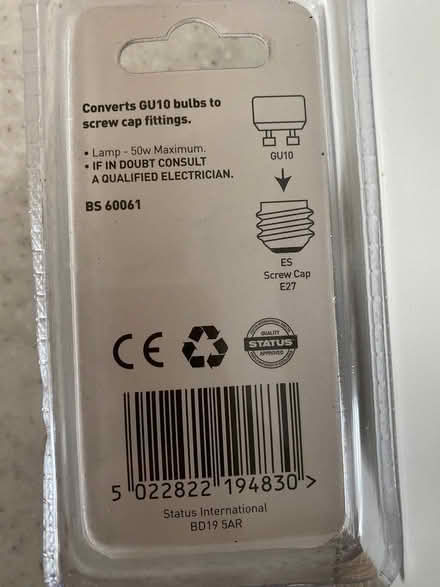 Converts GU10 bulbs to
screw cap fittings.
• Lamp - 50w Maximum.
• IF IN DOUBT CONSULT
A QUALIFIED ELECTRICIAN.
BS 60061
GU10
ES
Screw Cap
E27
CE
QUALITY
STATUS
APPROVED
5 022822 194830 >
Status International
BD19 5AR